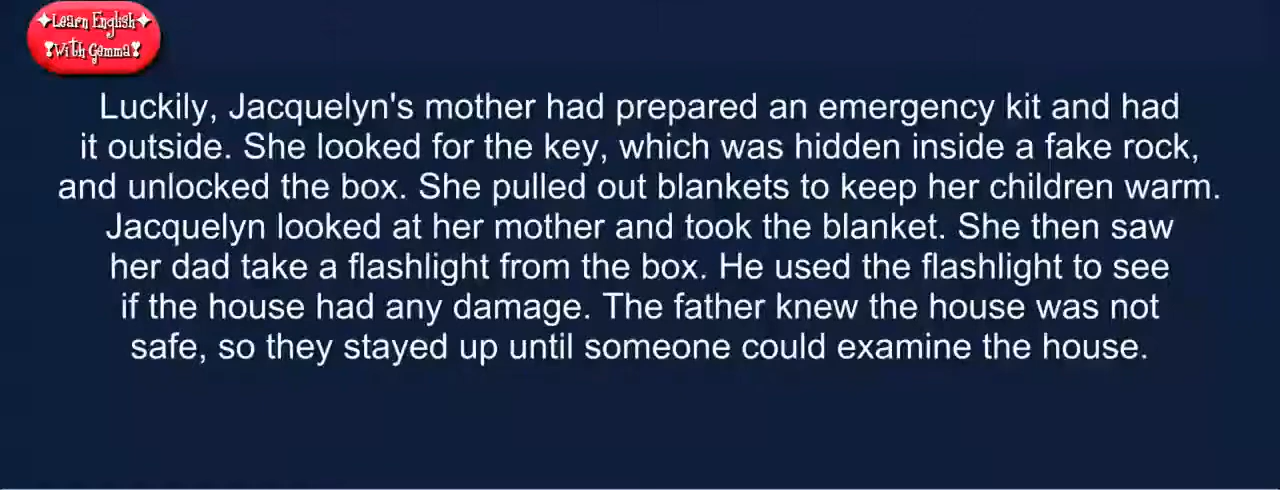 ✦Learn English✦
❣With Gemma❣
Luckily, Jacquelyn's mother had prepared an emergency kit and had
it outside. She looked for the key, which was hidden inside a fake rock,
and unlocked the box. She pulled out blankets to keep her children warm.
Jacquelyn looked at her mother and took the blanket. She then saw
her dad take a flashlight from the box. He used the flashlight to see
if the house had any damage. The father knew the house was not
safe, so they stayed up until someone could examine the house.